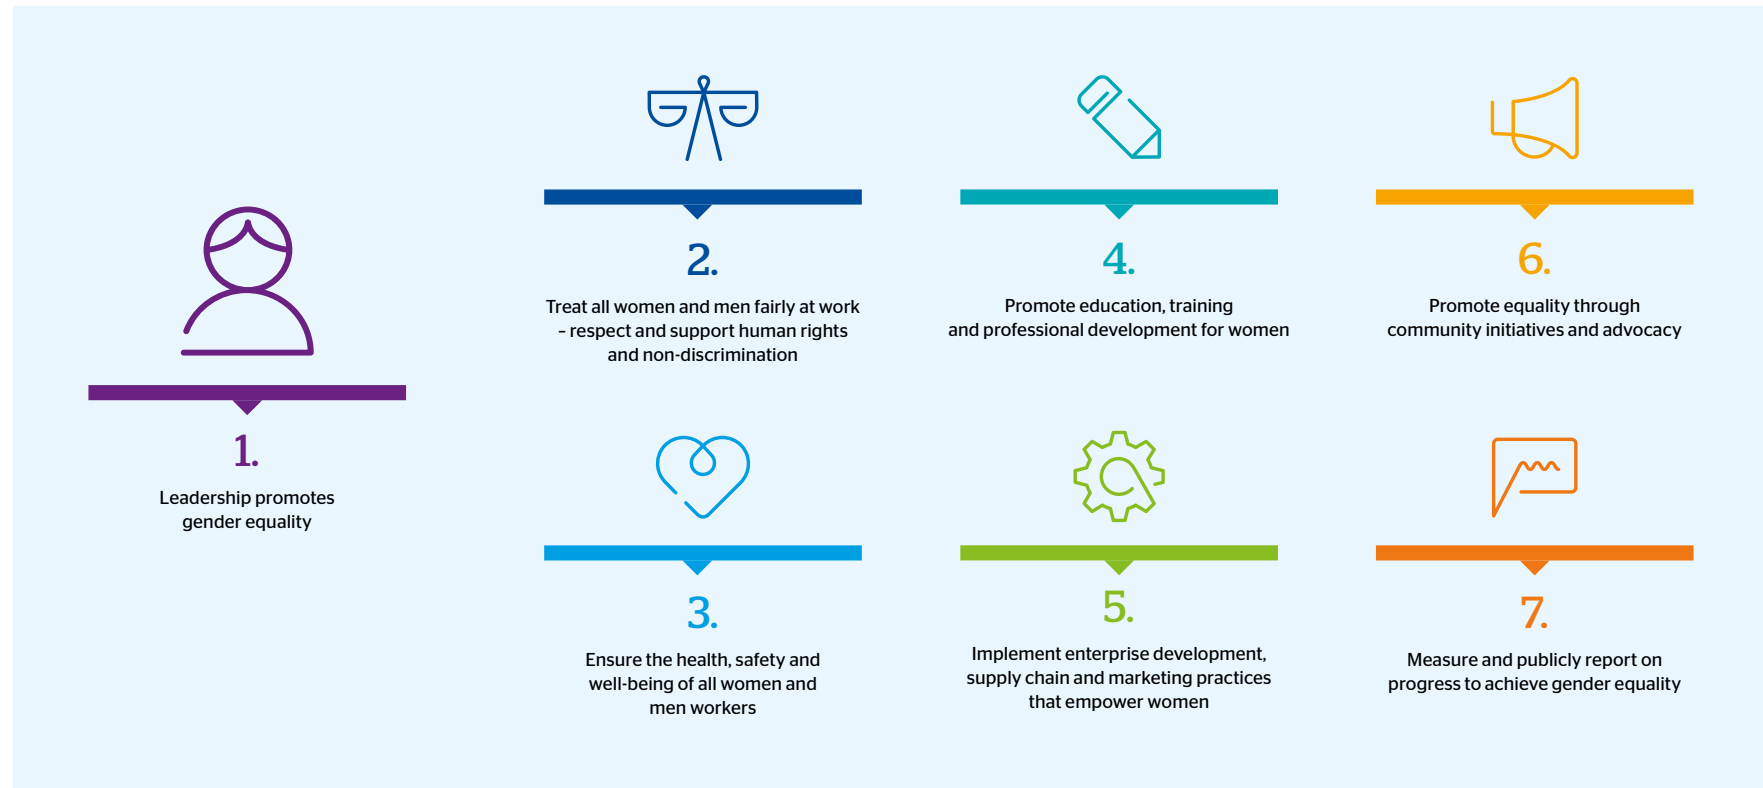 1.
Leadership promotes
gender equality
2.
Treat all women and men fairly at work
– respect and support human rights
and non-discrimination
3.
Ensure the health, safety and
well-being of all women and
men workers
4.
Promote education, training
and professional development for women
5.
Implement enterprise development,
supply chain and marketing practices
that empower women
6.
Promote equality through
community initiatives and advocacy
7.
Measure and publicly report on
progress to achieve gender equality